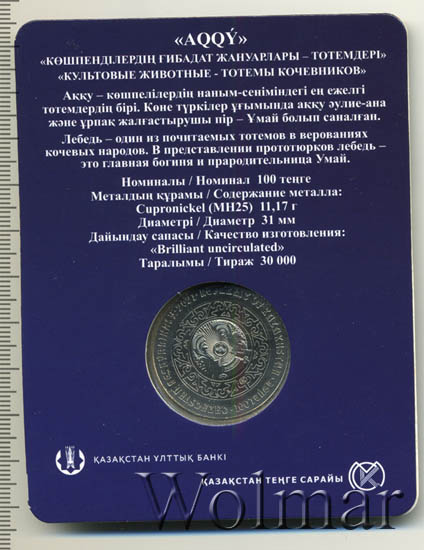 «AQQÝ»
«КӨШПЕНДІЛЕРДІҢ ҒИБАДАТ ЖАНУАРЛАРЫ – ТОТЕМДЕРІ»
«КУЛЬТОВЫЕ ЖИВОТНЫЕ - ТОТЕМЫ КОЧЕВНИКОВ»
Аққу – көшпелілердің наным-сеніміндегі ең ежелгі
тотемдердің бірі. Көне түркілер ұғымында аққу әулие-ана
және ұрпақ жалғастырушы пір – Ұмай болып саналған.
Лебедь – один из почитаемых тотемов в верованиях
кочевых народов. В представлении прототюрков лебедь –
это главная богиня и прародительница Умай.
Номиналы / Номинал 100 теңге
Металдың құрамы / Содержание металла:
Cupronickel (МН25) 11,17 г
Диаметрі / Диаметр 31 мм
Дайындау сапасы / Качество изготовления:
«Brilliant uncirculated»
Таралымы / Тираж 30 000
ҚАЗАҚСТАН ҰЛТТЫҚ БАНКІ
ҚАЗАҚСТАН ТЕҢГЕ САРАЙЫ
Wolmar